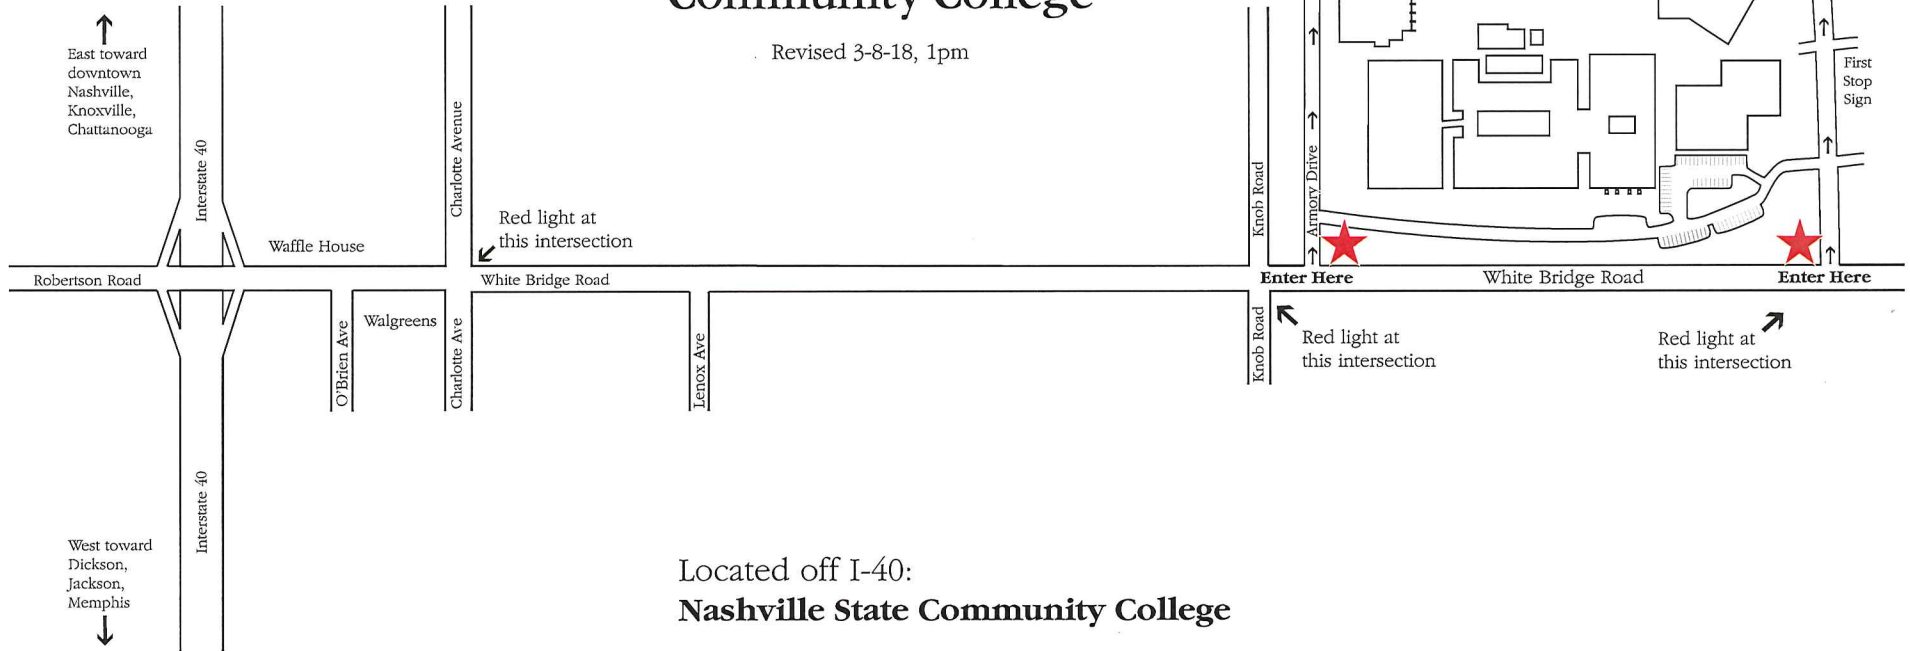 Community College
Revised 3-8-18, 1pm
East toward
downtown
Nashville,
Knoxville,
Chattanooga
Interstate 40
Charlotte Avenue
Red light at
this intersection
Waffle House
Robertson Road
White Bridge Road
Knob Road
Armory Drive
First
Stop
Sign
Enter Here
White Bridge Road
Enter Here
O'Brien Ave
Walgreens
Charlotte Ave
Lenox Ave
Knob Road
Red light at
this intersection
Red light at
this intersection
Interstate 40
West toward
Dickson,
Jackson,
Memphis
Located off I-40:
Nashville State Community College